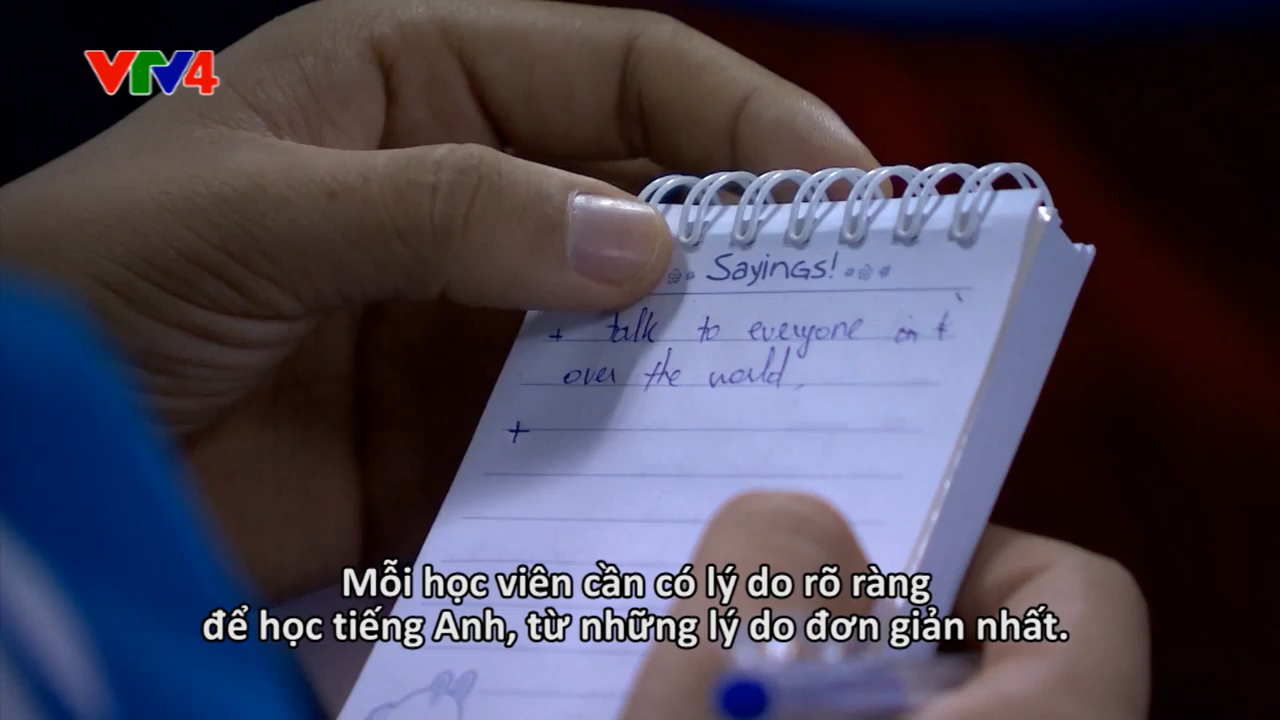 VTV4
Sayings!
+ talk to everyone
over the world.
+
Mỗi học viên cần có lý do rõ ràng
để học tiếng Anh, từ những lý do đơn giản nhất.